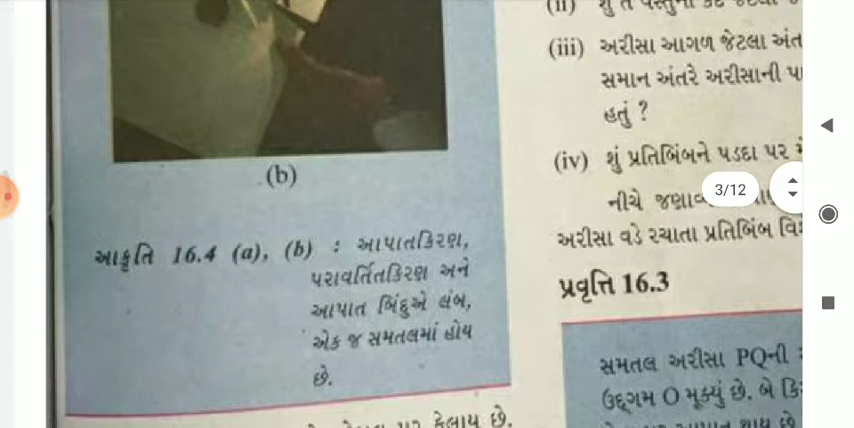 (b)
આકૃતિ 16.4 (a), (b) : આપાતકિરણ,
પરાવર્તિતકિરણ અને
આપાત બિંદુએ લંબ,
એક જ સમતલમાં હોય
છે.
ફેલાય છે.
(ii) શું તે વસ્તુના
(iii) અરીસા આગળ જેટલા
સમાન અંતરે અરીસાની
હતું ?
(iv) શું પ્રતિબિંબને પડદા પર
નીચે
અરીસા વડે રચાતા પ્રતિબિંબ
પ્રવૃત્તિ 16.3
સમતલ અરીસા PQની
ઉદ્ગમ O મૂક્યું છે. બે
થાય છે
3/12